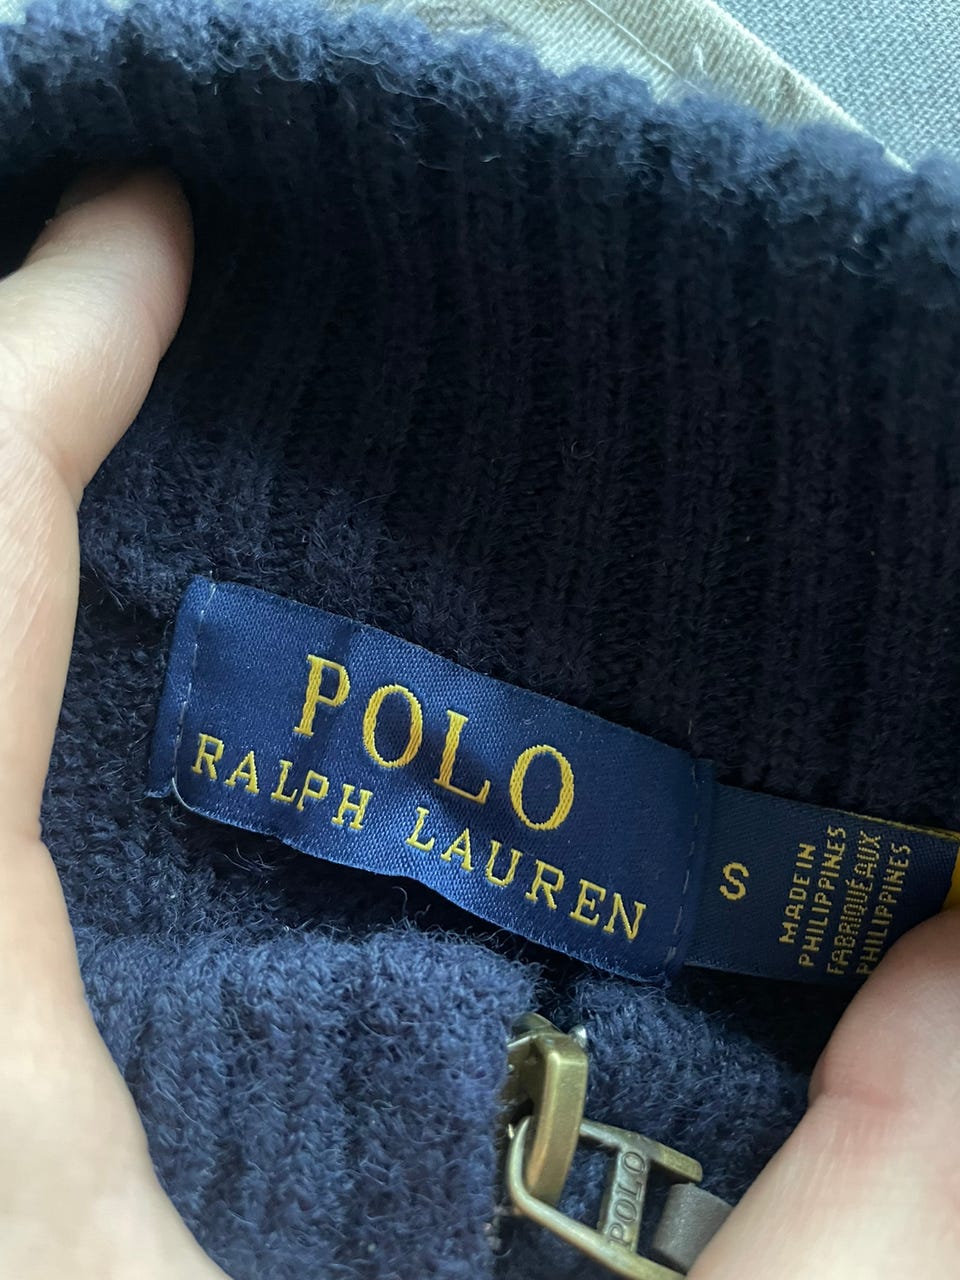 POLO
RALPH LAUREN
S
MADE IN
PHILIPPINES
FABRIQUÉ AUX
PHILIPPINES
POLO